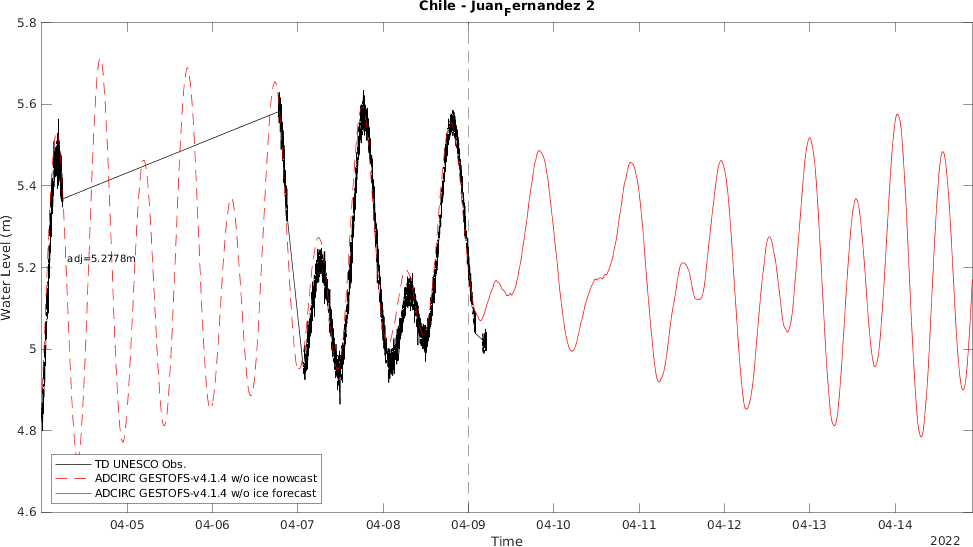 Chile - Juan_Fernandez 2
5.8
5.6
5.4
5.2
5
4.8
4.6
Water Level (m)
adj=5.2778m
TD UNESCO Obs.
ADCIRC GESTOFS-v4.1.4 w/o ice nowcast
ADCIRC GESTOFS-v4.1.4 w/o ice forecast
04-05 04-06 04-07 04-08 04-09 04-10 04-11 04-12 04-13 04-14
Time
2022